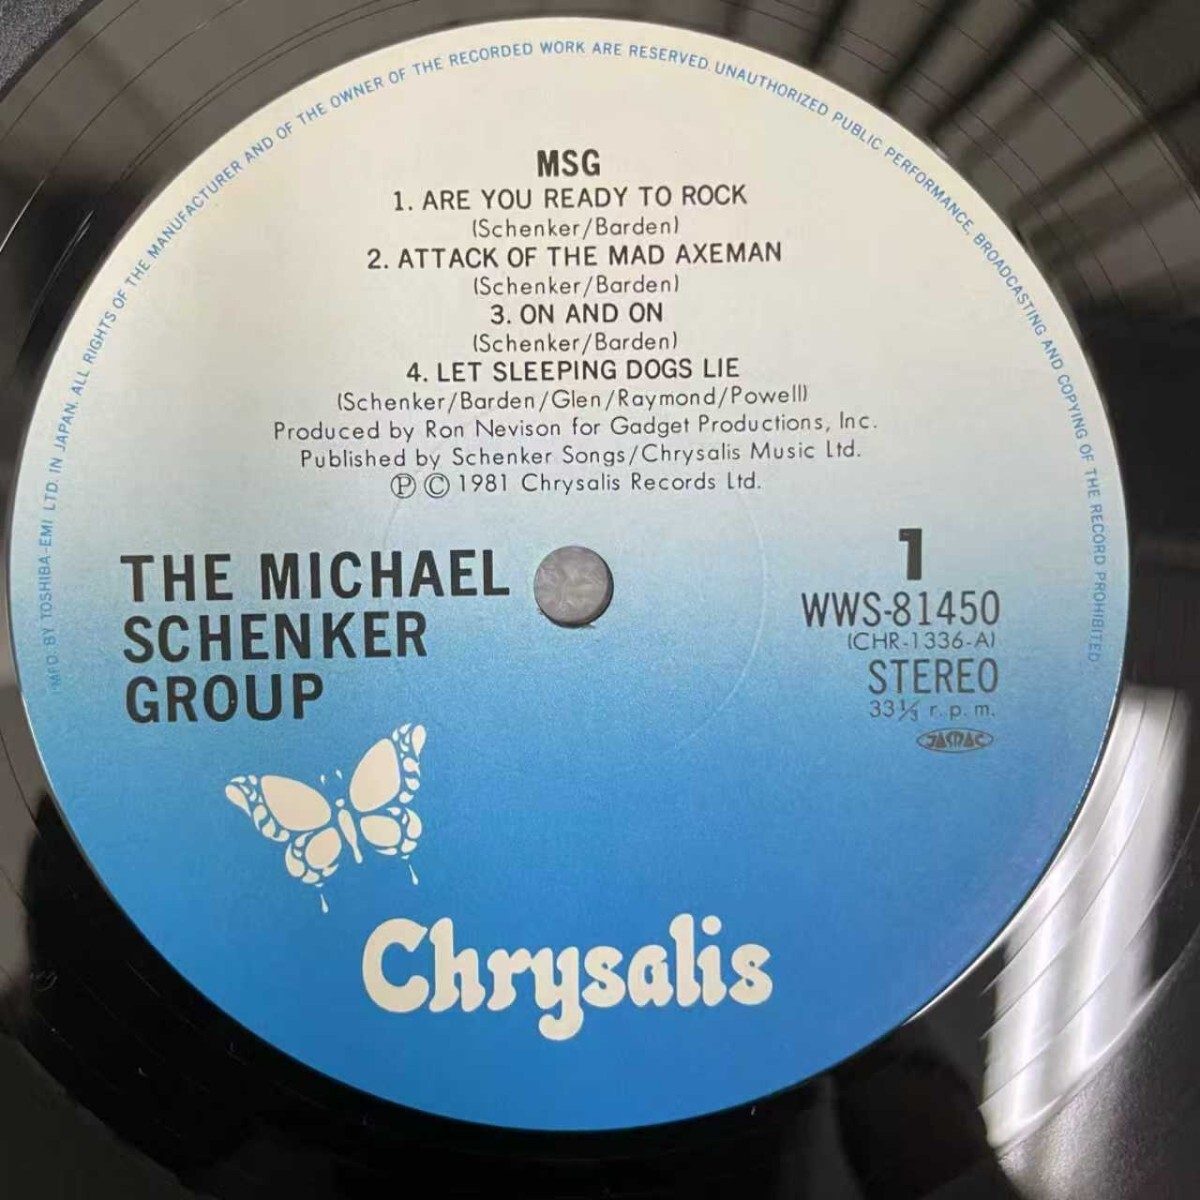 MFD. BY TOSHIBA-EMI LTD. IN JAPAN. ALL RIGHTS OF THE MANUFACTURER AND OF THE OWNER OF THE RECORDED WORK ARE RESERVED. UNAUTHORIZED PUBLIC PERFORMANCE, BROADCASTING AND COPYING OF THE RECORD PROHIBITED
MSG
1. ARE YOU READY TO ROCK
(Schenker/Barden)
2. ATTACK OF THE MAD AXEMAN
(Schenker/Barden)
3. ON AND ON
(Schenker/Barden)
4. LET SLEEPING DOGS LIE
(Schenker/Barden/Glen/Raymond/Powell)
Produced by Ron Nevison for Gadget Productions, Inc.
Published by Schenker Songs/Chrysalis Music Ltd.
Ⓟ Ⓒ 1981 Chrysalis Records Ltd.
THE MICHAEL
SCHENKER
GROUP
1
WWS-81450
(CHR-1336-A)
STEREO
33⅓ r.p.m.
JASRAC
Chrysalis